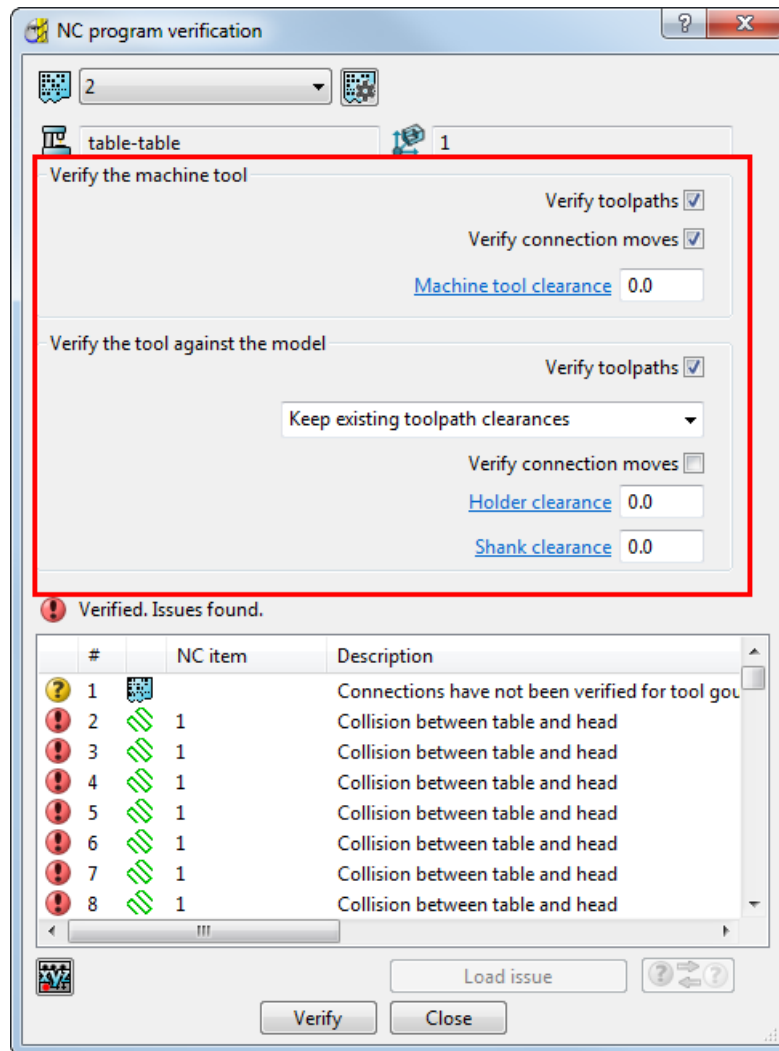 NC program verification
2
table-table 1
Verify the machine tool
Verify toolpaths
Verify connection moves
Machine tool clearance 0.0
Verify the tool against the model
Verify toolpaths
Keep existing toolpath clearances
Verify connection moves
Holder clearance 0.0
Shank clearance 0.0
Verified. Issues found.
# NC item Description
1 Connections have not been verified for tool gou
2 1 Collision between table and head
3 1 Collision between table and head
4 1 Collision between table and head
5 1 Collision between table and head
6 1 Collision between table and head
7 1 Collision between table and head
8 1 Collision between table and head
xyz Load issue
Verify Close